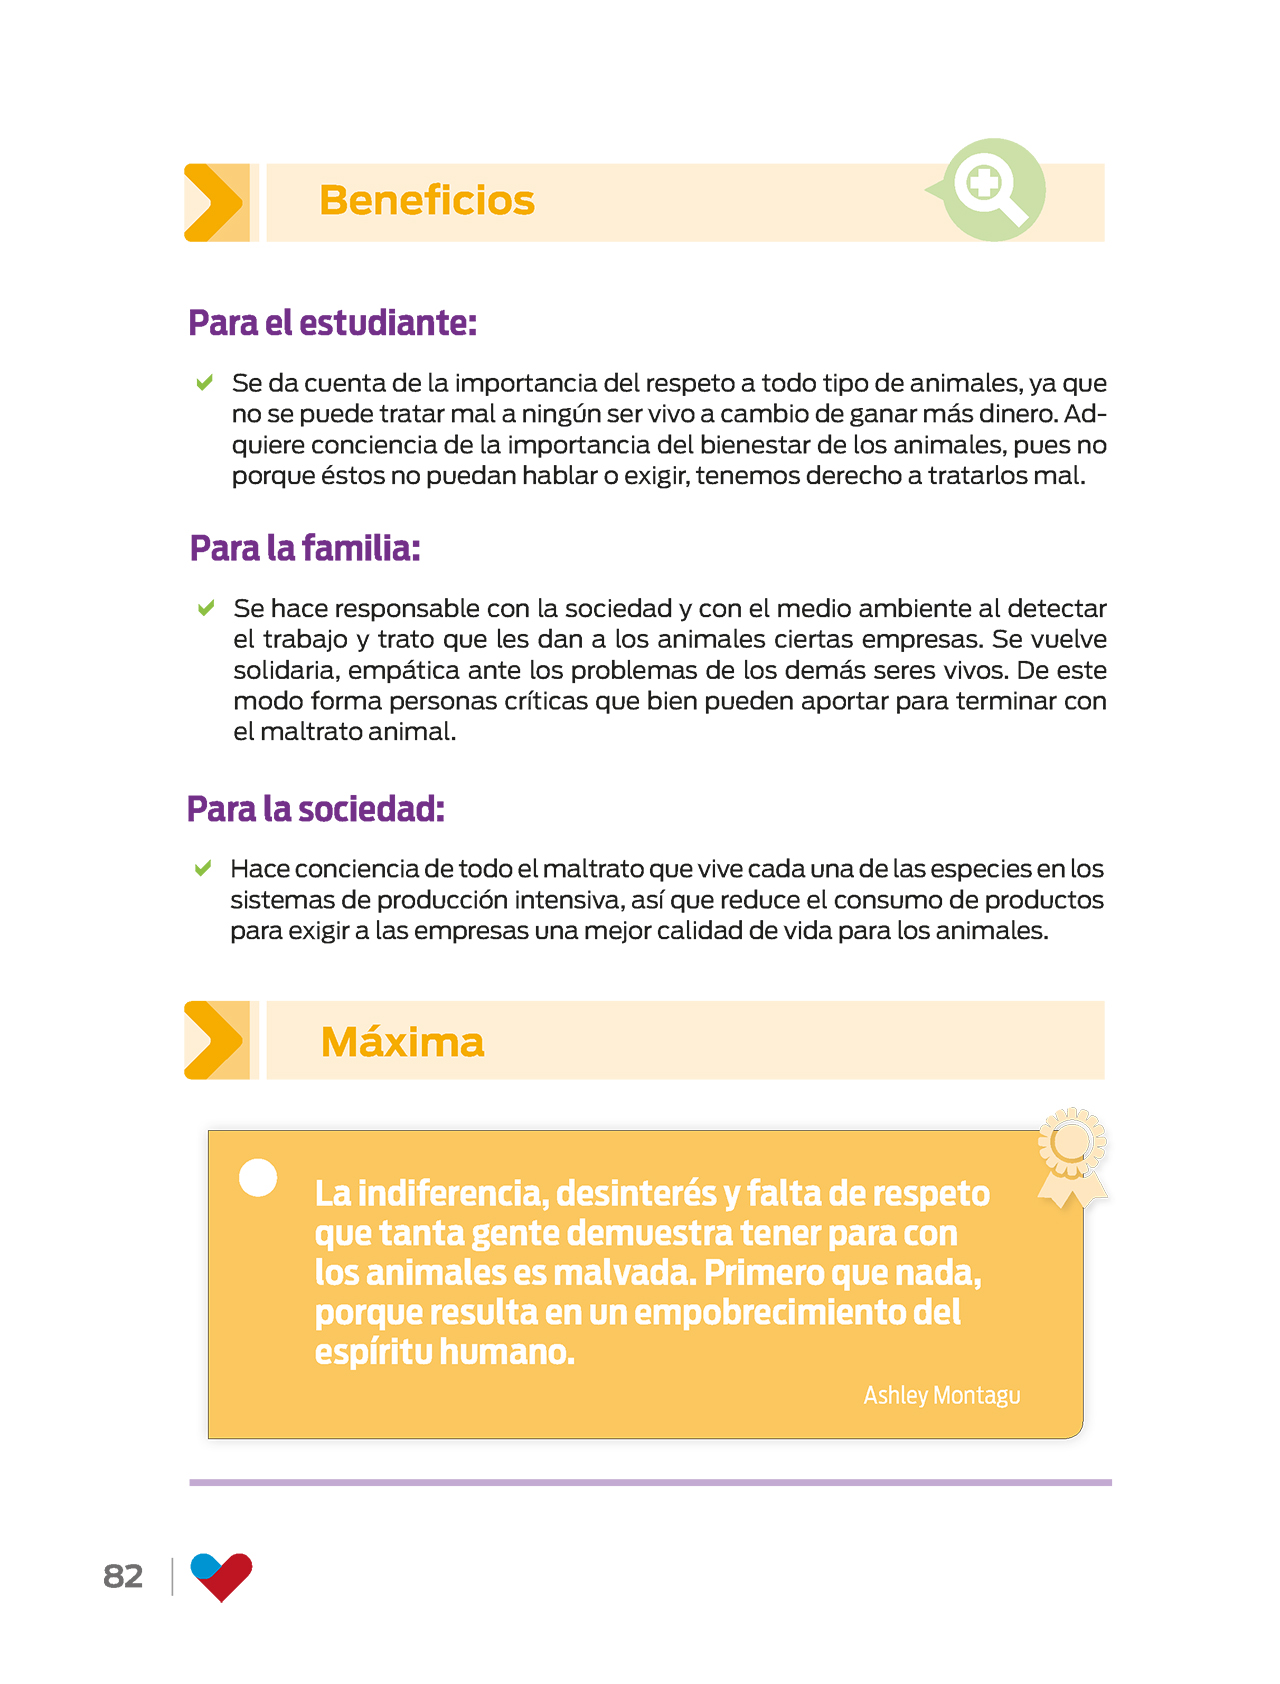 Beneficios
Para el estudiante:
Se da cuenta de la importancia del respeto a todo tipo de animales, ya que
no se puede tratar mal a ningún ser vivo a cambio de ganar más dinero. Ad-
quiere conciencia de la importancia del bienestar de los animales, pues no
porque éstos no puedan hablar o exigir, tenemos derecho a tratarlos mal.
Para la familia:
Se hace responsable con la sociedad y con el medio ambiente al detectar
el trabajo y trato que les dan a los animales ciertas empresas. Se vuelve
solidaria, empática ante los problemas de los demás seres vivos. De este
modo forma personas críticas que bien pueden aportar para terminar con
el maltrato animal.
Para la sociedad:
Hace conciencia de todo el maltrato que vive cada una de las especies en los
sistemas de producción intensiva, así que reduce el consumo de productos
para exigir a las empresas una mejor calidad de vida para los animales.
Máxima
La indiferencia, desinterés y falta de respeto
que tanta gente demuestra tener para con
los animales es malvada. Primero que nada,
porque resulta en un empobrecimiento del
espíritu humano.
Ashley Montagu
82